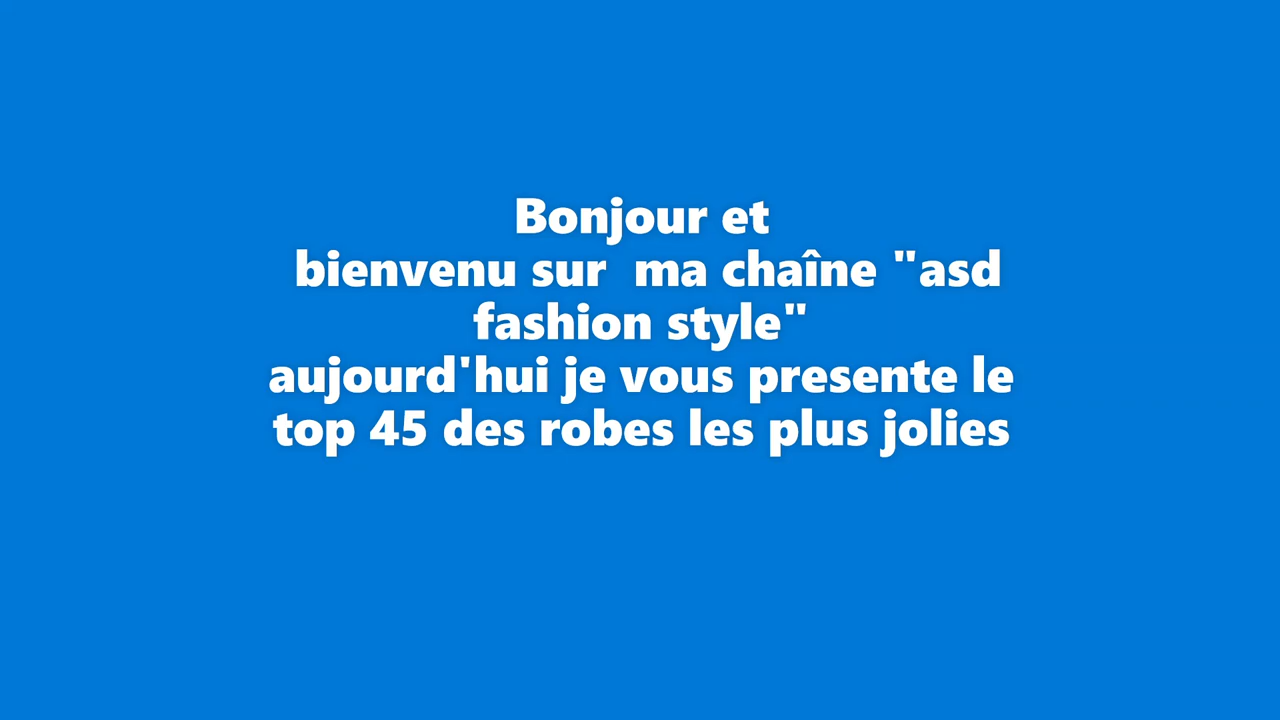 Bonjour et
bienvenu sur  ma chaîne "asd
fashion style"
aujourd'hui je vous presente le
top 45 des robes les plus jolies